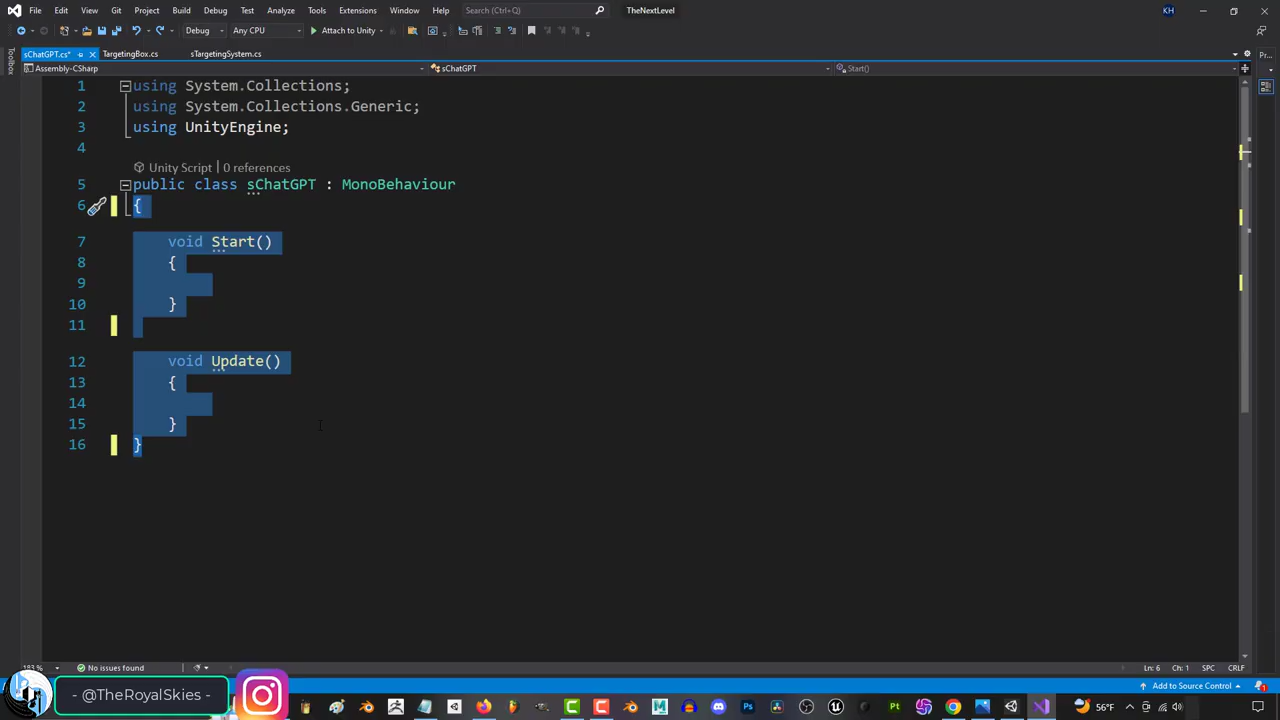 File Edit View Git Project Build Debug Test Analyze Tools Extensions Window Help Search (Ctrl+Q) TheNextLevel KH
Debug Any CPU Attach to Unity
sChatGPT.cs* TargetingBox.cs sTargetingSystem.cs
Assembly-CSharp sChatGPT Start()
Toolbox
Pr...
1 using System.Collections;
2 using System.Collections.Generic;
3 using UnityEngine;
4
Unity Script | 0 references
5 public class sChatGPT : MonoBehaviour
6 {
7 void Start()
8 {
9
10 }
11
12 void Update()
13 {
14
15 }
16 }
183 % No issues found Ln: 6 Ch: 1 SPC CRLF
Add to Source Control
- @TheRoyalSkies -
56°F